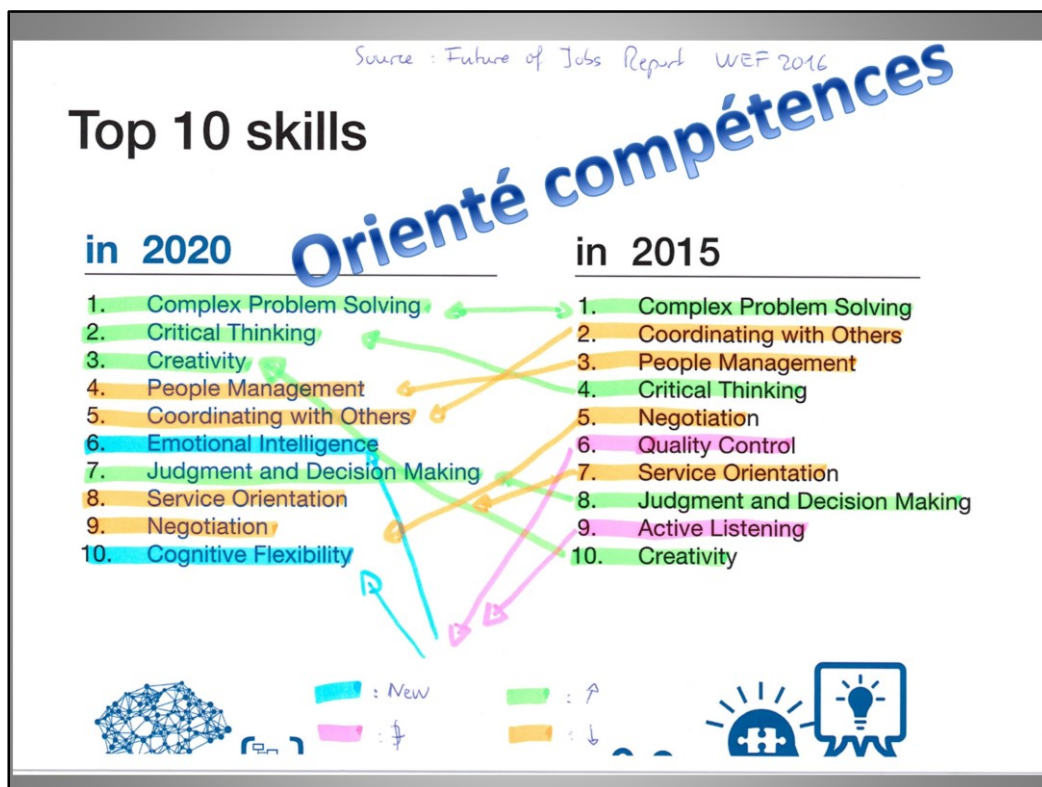 Source : Future of Jobs Report WEF 2016
Top 10 skills
Orienté compétences
in 2020
1. Complex Problem Solving
2. Critical Thinking
3. Creativity
4. People Management
5. Coordinating with Others
6. Emotional Intelligence
7. Judgment and Decision Making
8. Service Orientation
9. Negotiation
10. Cognitive Flexibility
in 2015
1. Complex Problem Solving
2. Coordinating with Others
3. People Management
4. Critical Thinking
5. Negotiation
6. Quality Control
7. Service Orientation
8. Judgment and Decision Making
9. Active Listening
10. Creativity
: New
: ↑
: ↓